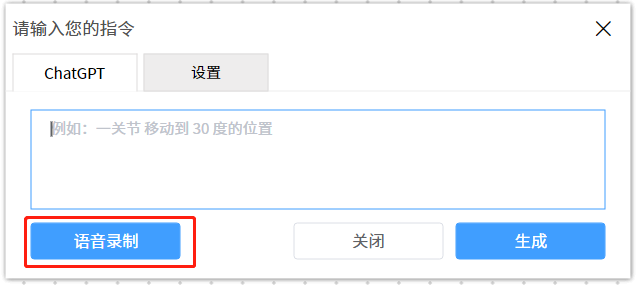 请输入您的指令
ChatGPT 设置
例如：一关节 移动到 30 度的位置
语音录制 关闭 生成